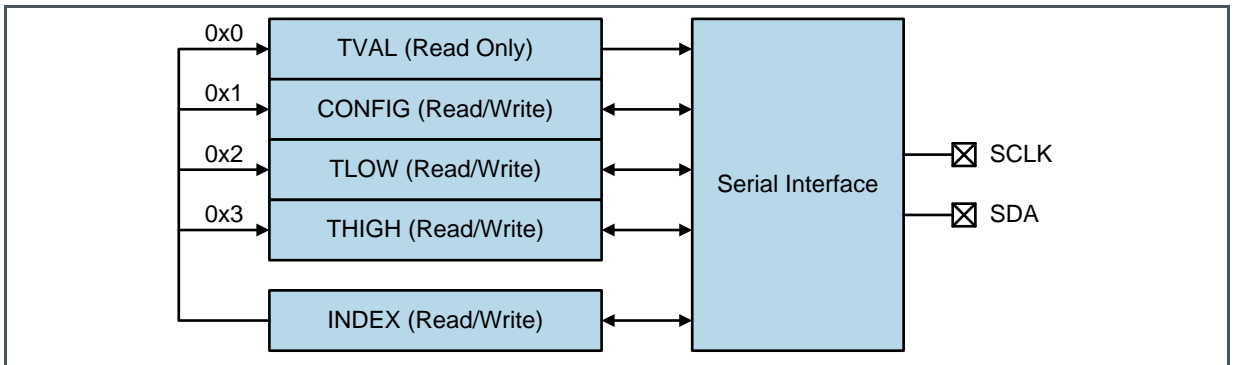 0x0
TVAL (Read Only)
0x1
CONFIG (Read/Write)
0x2
TLOW (Read/Write)
0x3
THIGH (Read/Write)
INDEX (Read/Write)
Serial Interface
SCLK
SDA